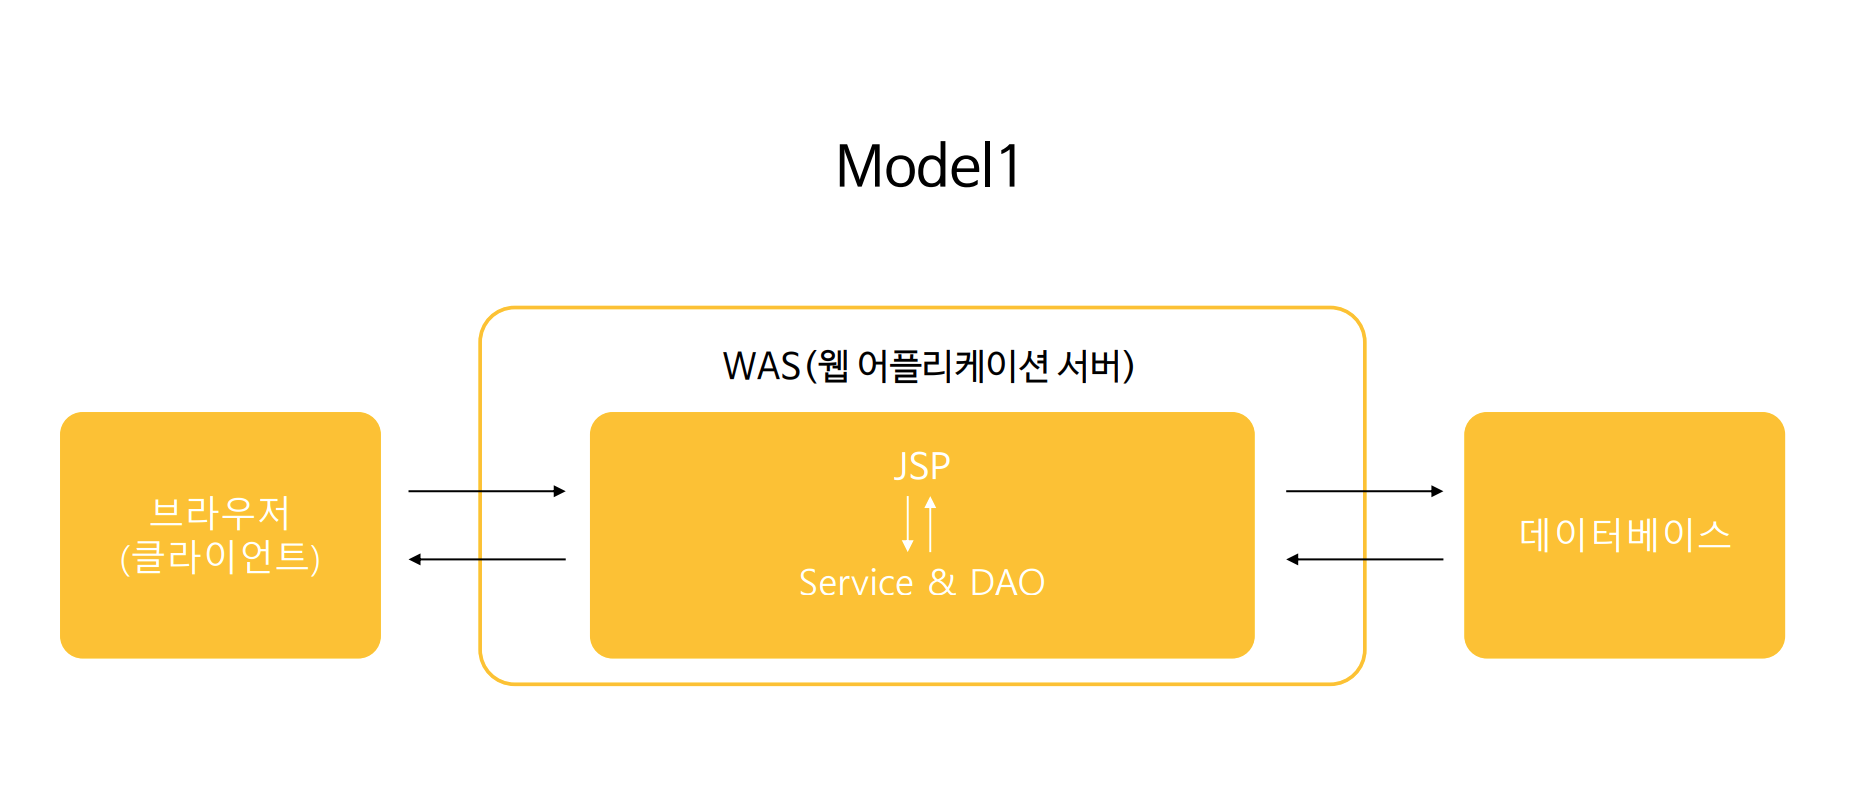 Model1
WAS(웹 어플리케이션 서버)
브라우저
(클라이언트)
JSP
Service & DAO
데이터베이스